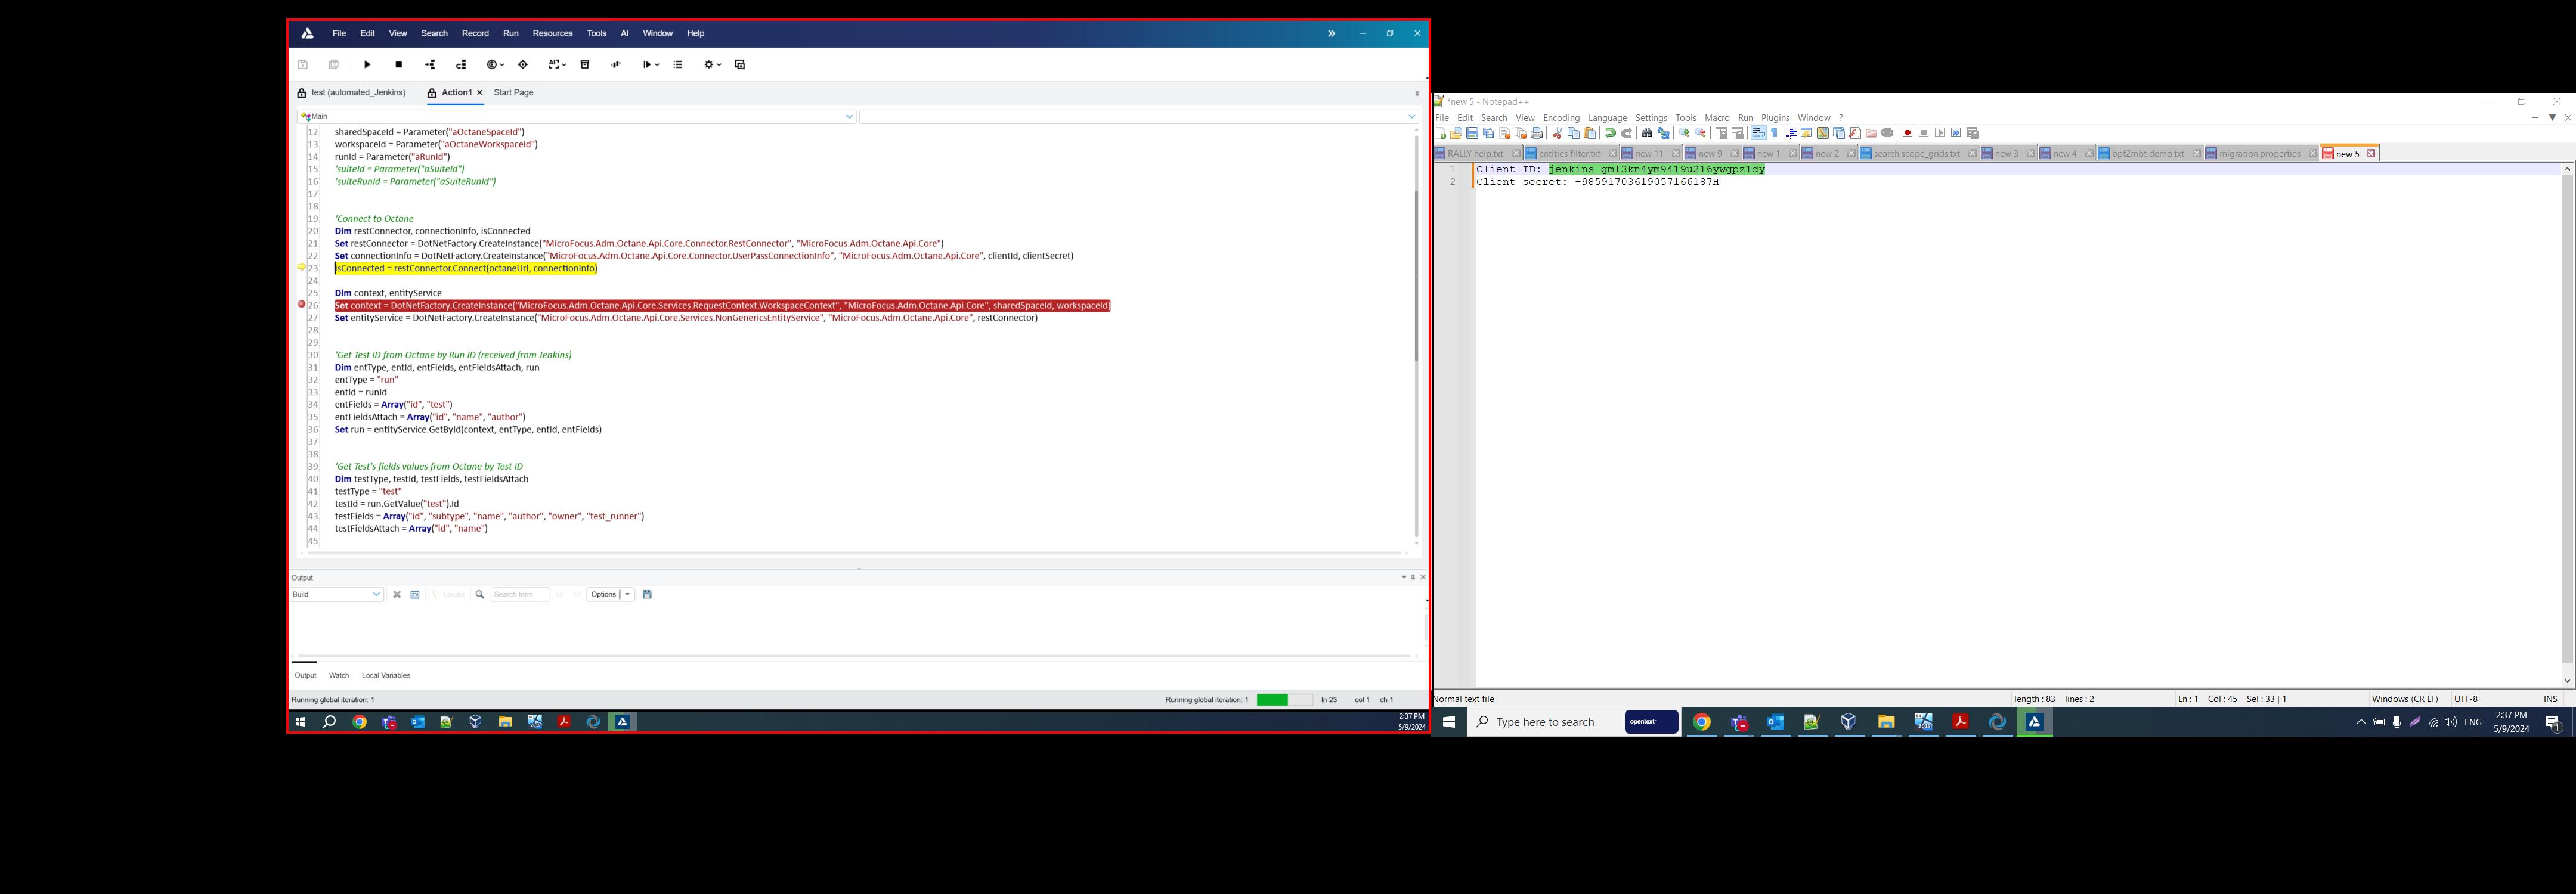 File Edit View Search Record Run Resources Tools AI Window Help
test (automated_Jenkins) Action1 Start Page
Main
12 sharedSpaceId = Parameter("aOctaneSpaceId")
13 workspaceId = Parameter("aOctaneWorkspaceId")
14 runId = Parameter("aRunId")
15 'suiteId = Parameter("aSuiteId")
16 'suiteRunId = Parameter("aSuiteRunId")
17
18
19 'Connect to Octane
20 Dim restConnector, connectionInfo, isConnected
21 Set restConnector = DotNetFactory.CreateInstance("MicroFocus.Adm.Octane.Api.Core.Connector.RestConnector", "MicroFocus.Adm.Octane.Api.Core")
22 Set connectionInfo = DotNetFactory.CreateInstance("MicroFocus.Adm.Octane.Api.Core.Connector.UserPassConnectionInfo", "MicroFocus.Adm.Octane.Api.Core", clientId, clientSecret)
23 isConnected = restConnector.Connect(octaneUrl, connectionInfo)
24
25 Dim context, entityService
26 Set context = DotNetFactory.CreateInstance("MicroFocus.Adm.Octane.Api.Core.Services.RequestContext.WorkspaceContext", "MicroFocus.Adm.Octane.Api.Core", sharedSpaceId, workspaceId)
27 Set entityService = DotNetFactory.CreateInstance("MicroFocus.Adm.Octane.Api.Core.Services.NonGenericsEntityService", "MicroFocus.Adm.Octane.Api.Core", restConnector)
28
29
30 'Get Test ID from Octane by Run ID (received from Jenkins)
31 Dim entType, entId, entFields, entFieldsAttach, run
32 entType = "run"
33 entId = runId
34 entFields = Array("id", "test")
35 entFieldsAttach = Array("id", "name", "author")
36 Set run = entityService.GetById(context, entType, entId, entFields)
37
38
39 'Get Test's fields values from Octane by Test ID
40 Dim testType, testId, testFields, testFieldsAttach
41 testType = "test"
42 testId = run.GetValue("test").Id
43 testFields = Array("id", "subtype", "name", "author", "owner", "test_runner")
44 testFieldsAttach = Array("id", "name")
45
Output
Build Locate Search term Options
Output Watch Local Variables
Running global iteration: 1 Running global iteration: 1 ln 23 col 1 ch 1
2:37 PM
5/9/2024
*new 5 - Notepad++
File Edit Search View Encoding Language Settings Tools Macro Run Plugins Window ?
RALLY help.txt entities filter.txt new 11 new 9 new 1 new 2 search scope_grids.txt new 3 new 4 bpt2mbt demo.txt migration.properties new 5
1 Client ID: jenkins_gml3kn4ym94l9u2l6ywgpzldy
2 Client secret: -98591703619057166187H
Normal text file length : 83 lines : 2 Ln : 1 Col : 45 Sel : 33 | 1 Windows (CR LF) UTF-8 INS
Type here to search opentext ENG 2:37 PM
5/9/2024